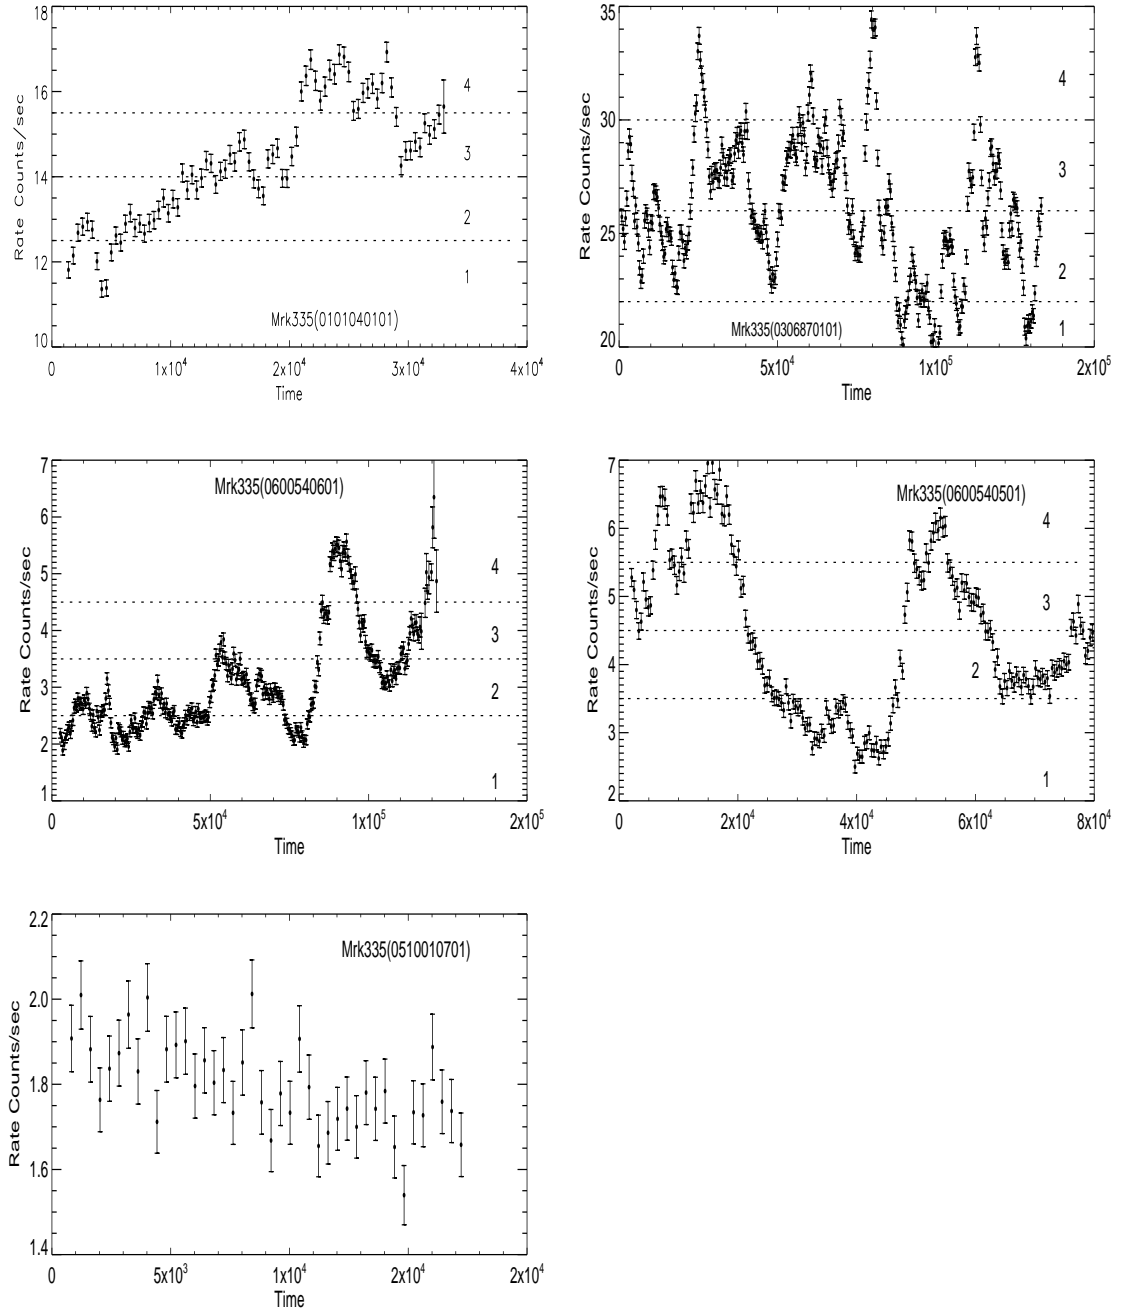 18
16
14
12
10
Rate Counts/sec
4
3
2
1
Mrk335(0101040101)
0
1x10⁴
2x10⁴
3x10⁴
4x10⁴
Time
35
30
25
20
Rate Counts/sec
4
3
2
1
Mrk335(0306870101)
0
5x10⁴
1x10⁵
2x10⁵
Time
7
6
5
4
3
2
1
Rate Counts/sec
Mrk335(0600540601)
4
3
2
1
0
5x10⁴
1x10⁵
2x10⁵
Time
7
6
5
4
3
2
Rate Counts/sec
Mrk335(0600540501)
4
3
2
1
0
2x10⁴
4x10⁴
6x10⁴
8x10⁴
Time
2.2
2.0
1.8
1.6
1.4
Rate Counts/sec
Mrk335(0510010701)
0
5x10³
1x10⁴
2x10⁴
2x10⁴
Time